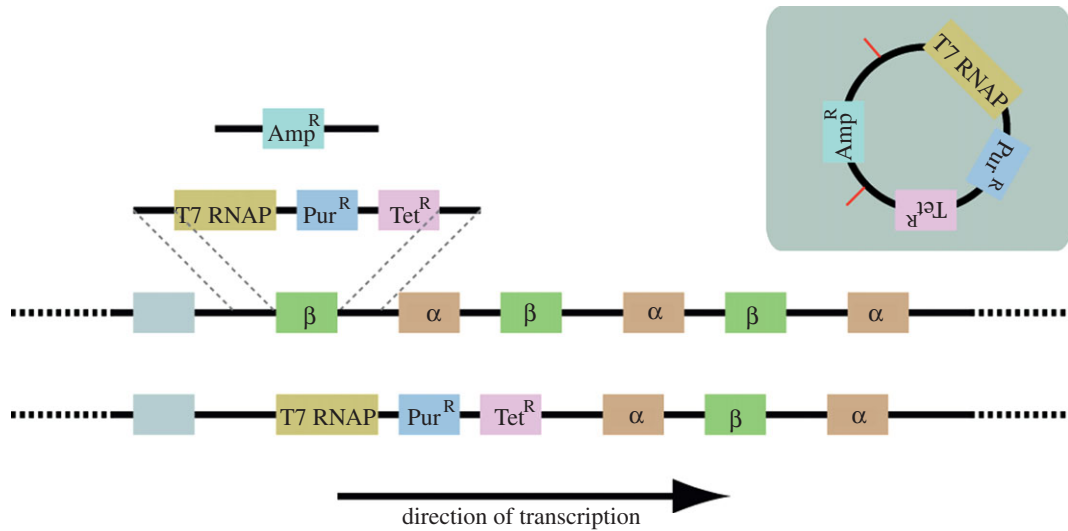 Amp^R
T7 RNAP Pur^R Tet^R
β α β α β α
T7 RNAP Pur^R Tet^R α β α
direction of transcription
T7 RNAP
Pur^R
Tet^R
Amp^R